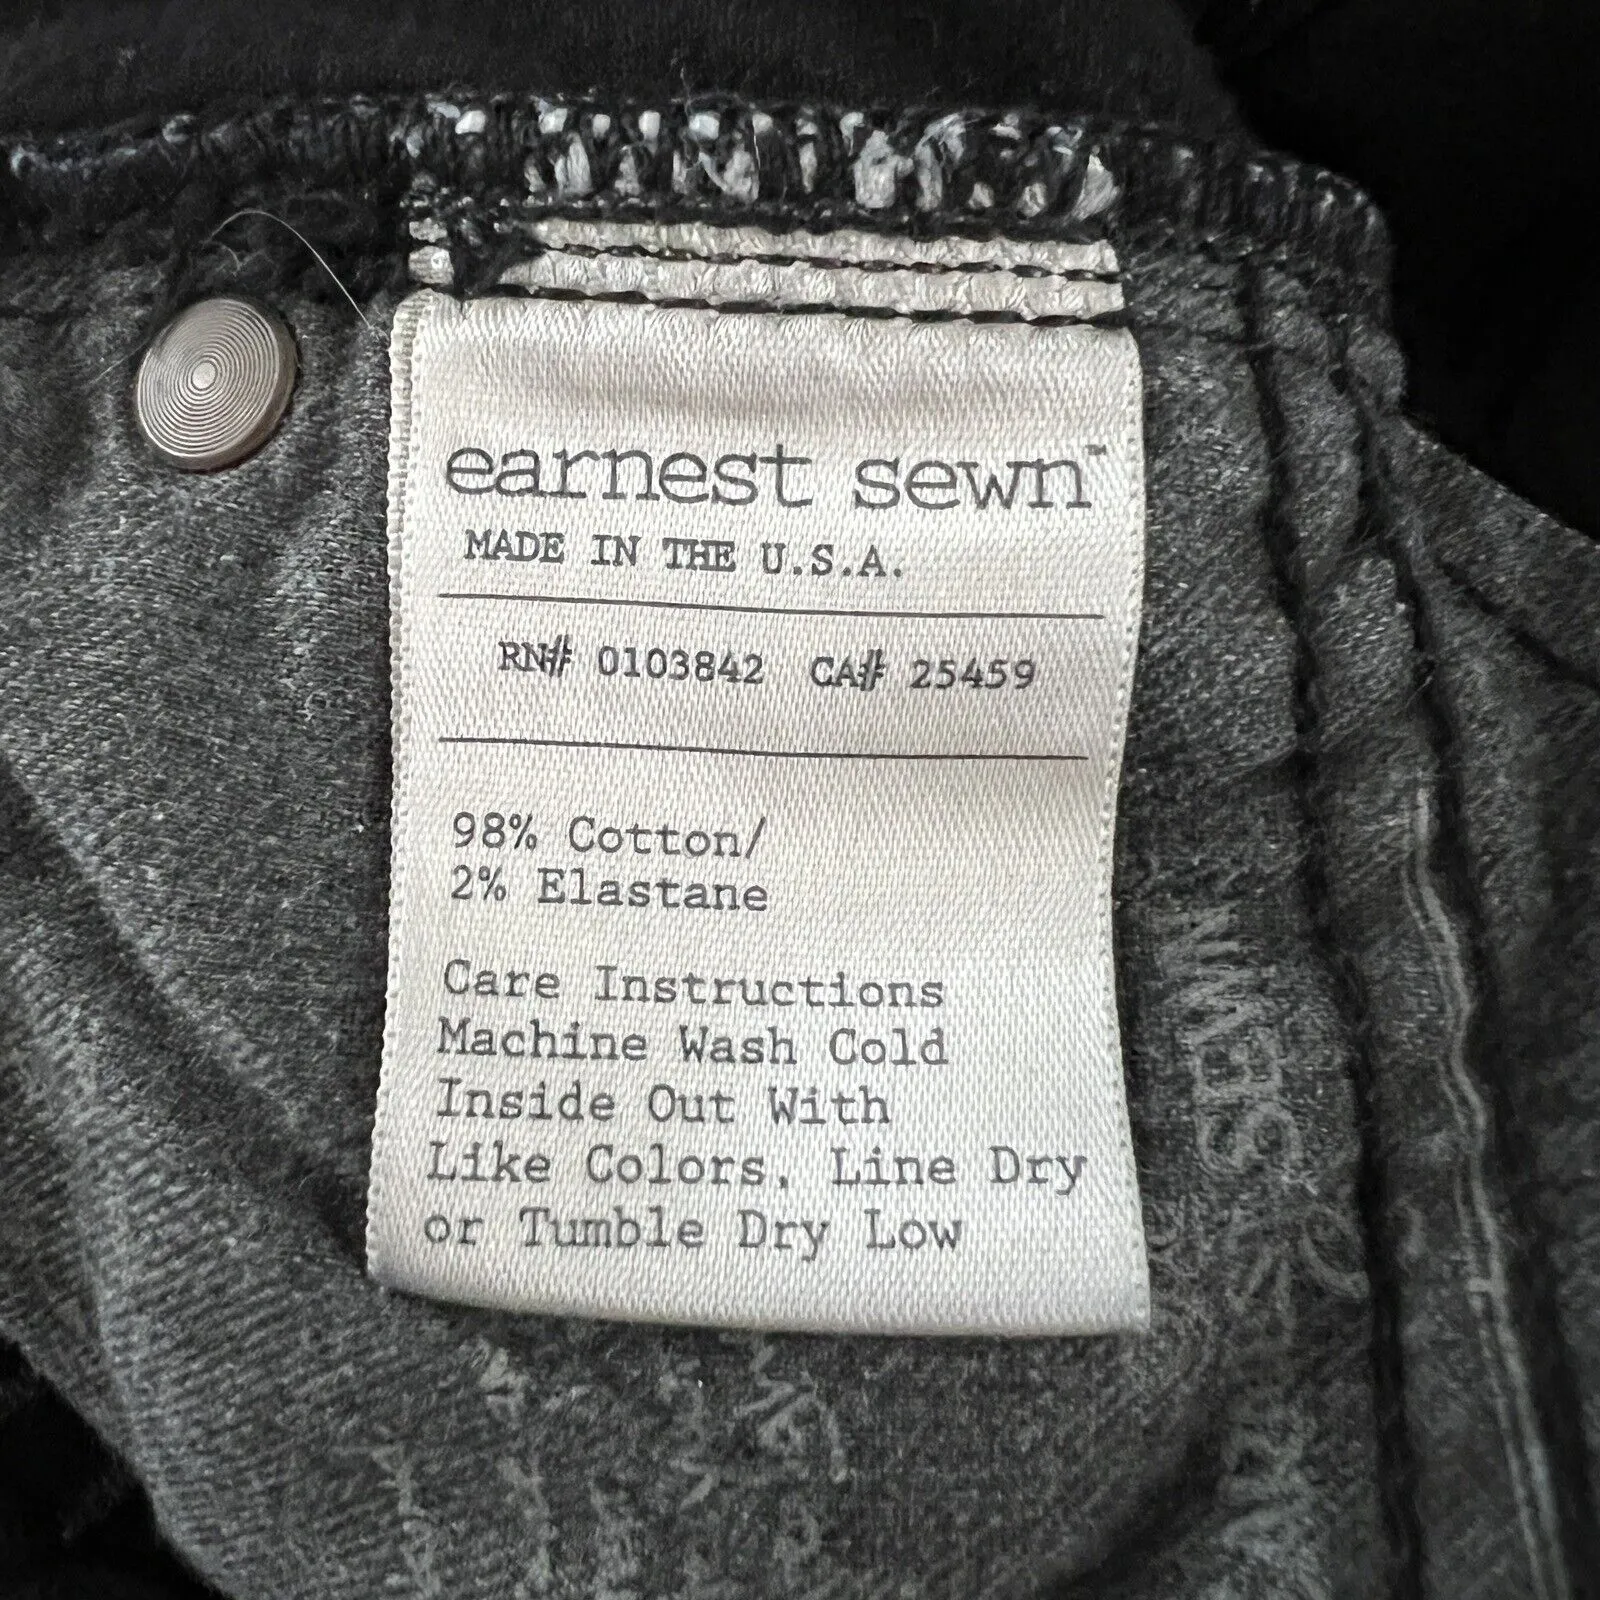 earnest sewn™
MADE IN THE U.S.A.
RN# 0103842 CA# 25459
98% Cotton/
2% Elastane
Care Instructions
Machine Wash Cold
Inside Out With
Like Colors, Line Dry
or Tumble Dry Low